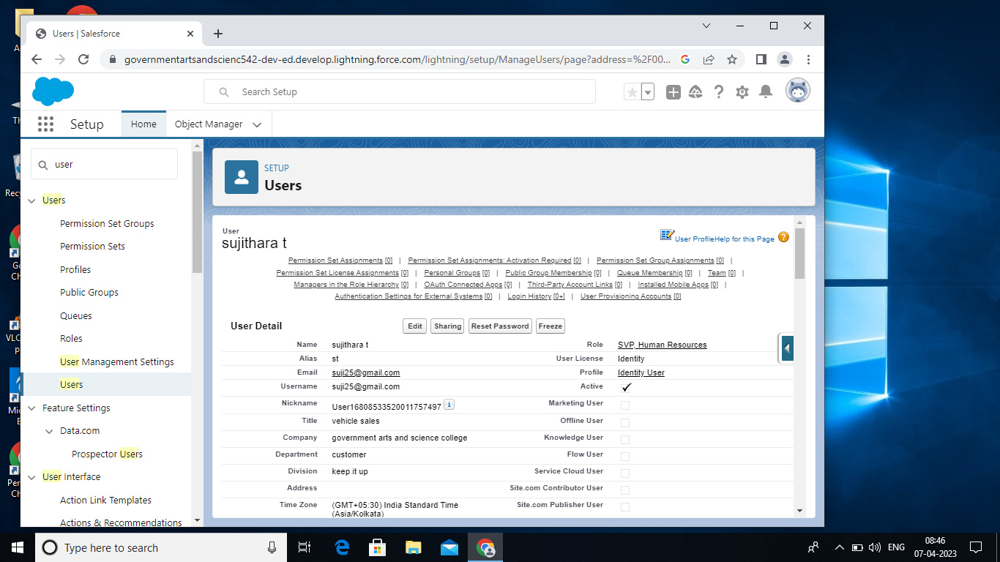 Users | Salesforce
governmentartsandscienc542-dev-ed.develop.lightning.force.com/lightning/setup/ManageUsers/page?address=%2F00...
Search Setup
Setup
Home
Object Manager
user
Users
Permission Set Groups
Permission Sets
Profiles
Public Groups
Queues
Roles
User Management Settings
Users
Feature Settings
Data.com
Prospector Users
User Interface
Action Link Templates
Actions & Recommendations
SETUP
Users
User
sujithara t
User Profile Help for this Page
Permission Set Assignments [0] | Permission Set Assignments: Activation Required [0] | Permission Set Group Assignments [0] |
Permission Set License Assignments [0] | Personal Groups [0] | Public Group Membership [0] | Queue Membership [0] | Team [0] |
Managers in the Role Hierarchy [0] | OAuth Connected Apps [0] | Third-Party Account Links [0] | Installed Mobile Apps [0] |
Authentication Settings for External Systems [0] | Login History [0+] | User Provisioning Accounts [0]
User Detail Edit Sharing Reset Password Freeze
Name sujithara t Role SVP, Human Resources
Alias st User License Identity
Email suji25@gmail.com Profile Identity User
Username suji25@gmail.com Active
Nickname User16808533520011757497 i Marketing User
Title vehicle sales Offline User
Company government arts and science college Knowledge User
Department customer Flow User
Division keep it up Service Cloud User
Address Site.com Contributor User
Time Zone (GMT+05:30) India Standard Time Site.com Publisher User
(Asia/Kolkata)
Type here to search
ENG
08:46
07-04-2023